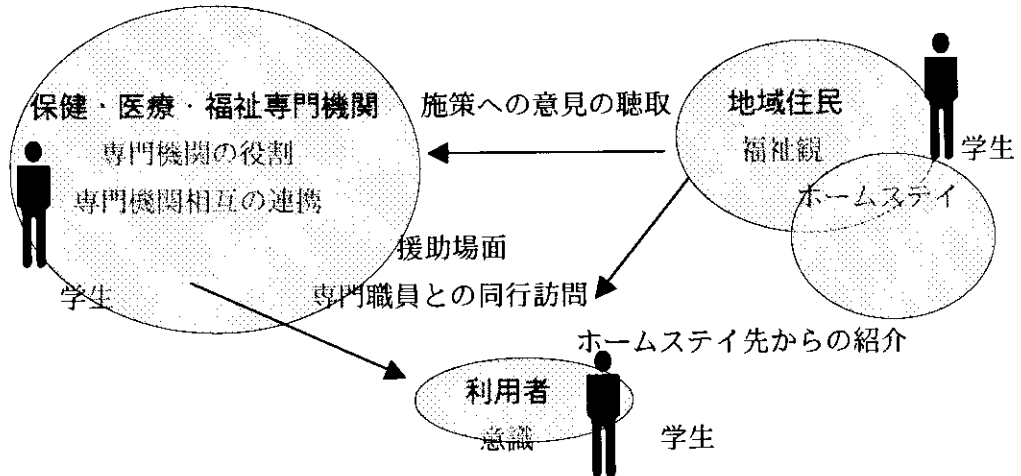 保健・医療・福祉専門機関
専門機関の役割
専門機関相互の連携
学生
施策への意見の聴取
地域住民
福祉観
学生
ホームステイ
援助場面
専門職員との同行訪問
ホームステイ先からの紹介
利用者
意識
学生